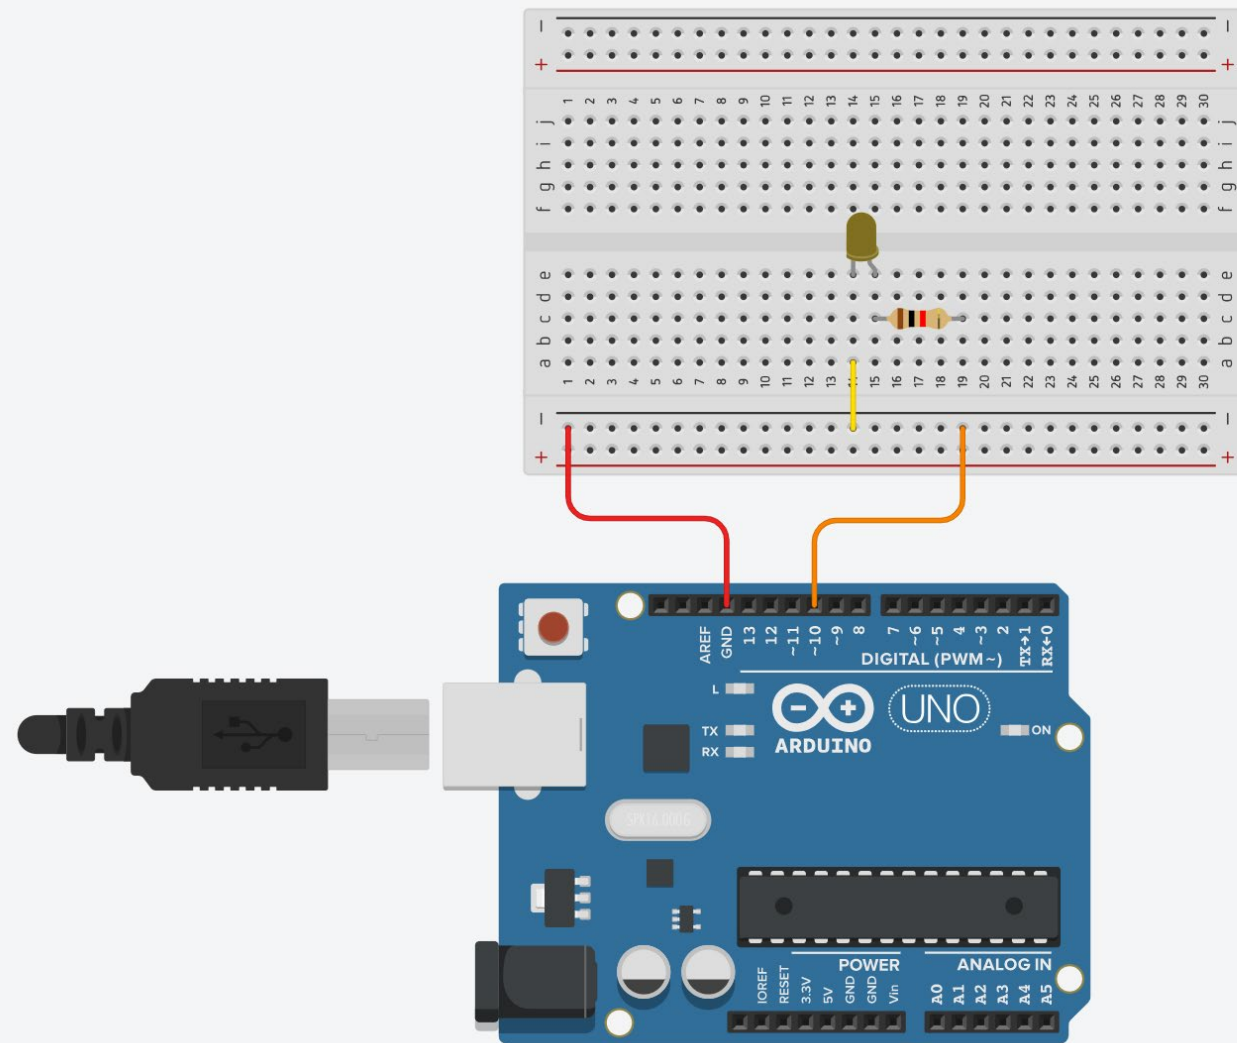 − −
+ +
1 2 3 4 5 6 7 8 9 10 11 12 13 14 15 16 17 18 19 20 21 22 23 24 25 26 27 28 29 30
j j
i i
h h
g g
f f
e e
d d
c c
b b
a a
1 2 3 4 5 6 7 8 9 10 11 12 13 14 15 16 17 18 19 20 21 22 23 24 25 26 27 28 29 30
− −
+ +
AREF GND 13 12 ~11 ~10 ~9 8 7 ~6 ~5 4 ~3 2 TX→1 RX←0
DIGITAL (PWM~)
L
TX
RX
ARDUINO
UNO
ON
POWER
ANALOG IN
IOREF RESET 3.3V 5V GND GND Vin A0 A1 A2 A3 A4 A5